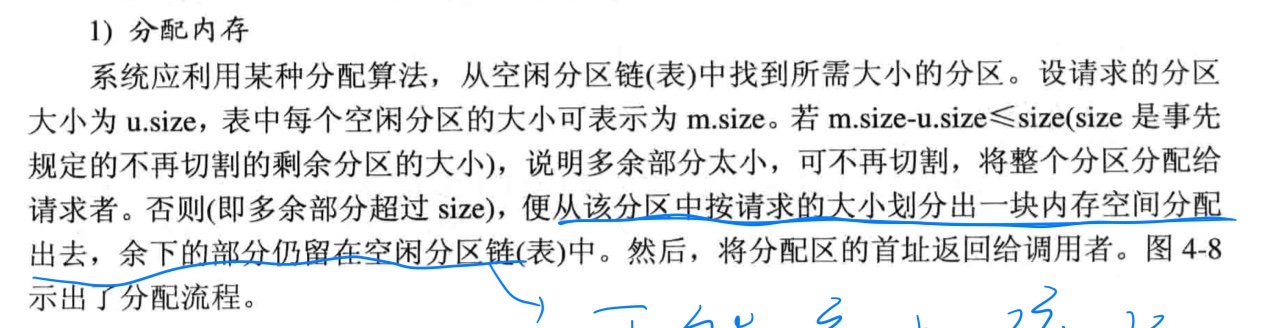 1) 分配内存
系统应利用某种分配算法，从空闲分区链(表)中找到所需大小的分区。设请求的分区
大小为 u.size，表中每个空闲分区的大小可表示为 m.size。若 m.size-u.size≤size(size 是事先
规定的不再切割的剩余分区的大小)，说明多余部分太小，可不再切割，将整个分区分配给
请求者。否则(即多余部分超过 size)，便从该分区中按请求的大小划分出一块内存空间分配
出去，余下的部分仍留在空闲分区链(表)中。然后，将分配区的首址返回给调用者。图 4-8
示出了分配流程。